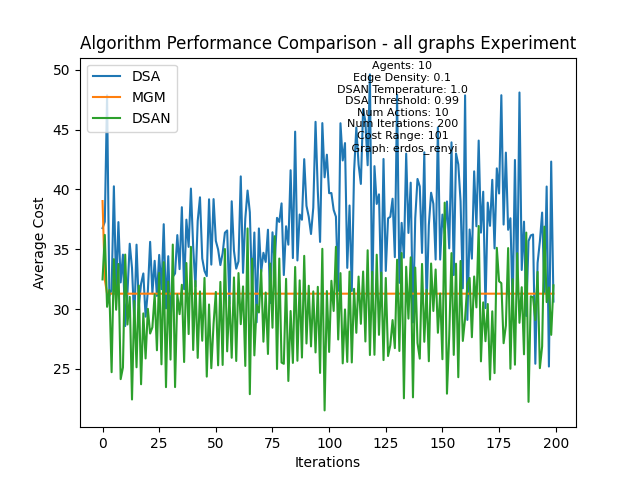 Algorithm Performance Comparison - all graphs Experiment
DSA
MGM
DSAN
Agents: 10
Edge Density: 0.1
DSAN Temperature: 1.0
DSA Threshold: 0.99
Num Actions: 10
Num Iterations: 200
Cost Range: 101
Graph: erdos_renyi
50
45
40
35
30
25
Average Cost
0
25
50
75
100
125
150
175
200
Iterations